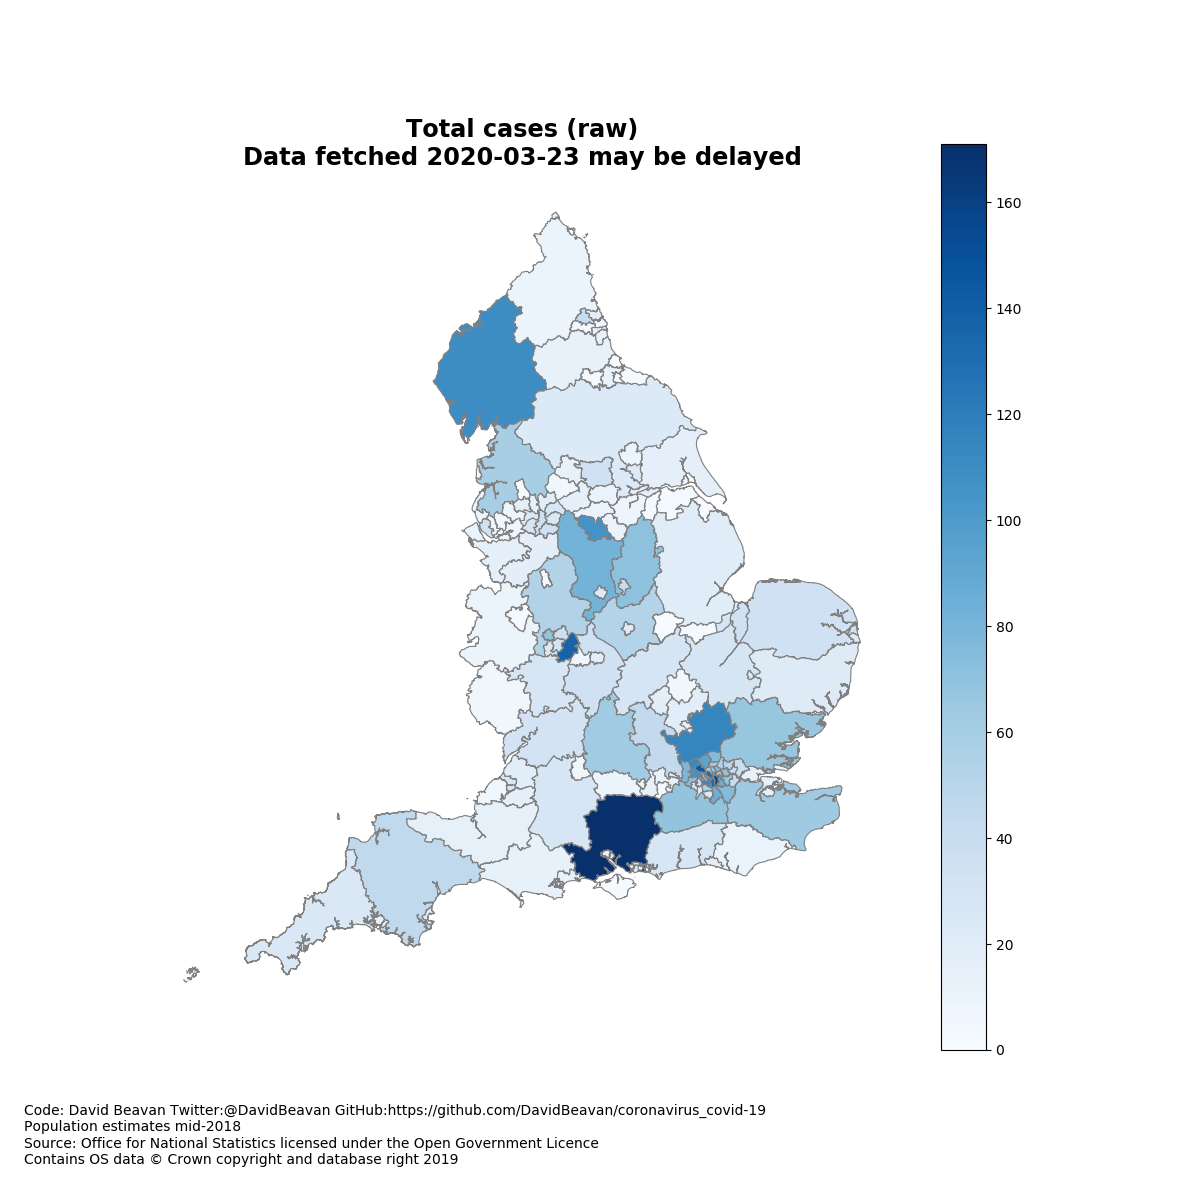 Total cases (raw)
Data fetched 2020-03-23 may be delayed
160
140
120
100
80
60
40
20
0
Code: David Beavan Twitter:@DavidBeavan GitHub:https://github.com/DavidBeavan/coronavirus_covid-19
Population estimates mid-2018
Source: Office for National Statistics licensed under the Open Government Licence
Contains OS data © Crown copyright and database right 2019